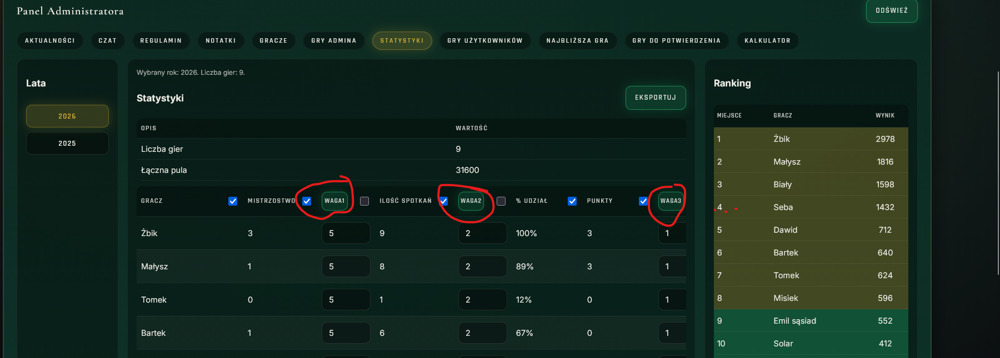 Panel Administratora
ODŚWIEŻ
AKTUALNOŚCI CZAT REGULAMIN NOTATKI GRACZE GRY ADMINA STATYSTYKI GRY UŻYTKOWNIKÓW NAJBLIŻSZA GRA GRY DO POTWIERDZENIA KALKULATOR
Lata
2026
2025
Wybrany rok: 2026. Liczba gier: 9.
Statystyki
EKSPORTUJ
OPIS WARTOŚĆ
Liczba gier 9
Łączna pula 31600
GRACZ MISTRZOSTWO WAGA1 ILOŚĆ SPOTKAŃ WAGA2 % UDZIAŁ PUNKTY WAGA3
Żbik 3 5 9 2 100% 3 1
Małysz 1 5 8 2 89% 3 1
Tomek 0 5 1 2 12% 0 1
Bartek 1 5 6 2 67% 0 1
Ranking
MIEJSCE GRACZ WYNIK
1 Żbik 2978
2 Małysz 1816
3 Biały 1598
4 Seba 1432
5 Dawid 712
6 Bartek 640
7 Tomek 624
8 Misiek 596
9 Emil sąsiad 552
10 Solar 412